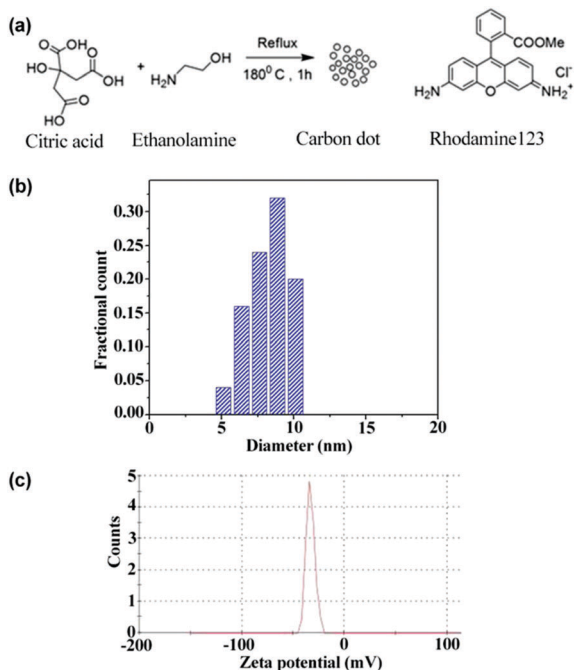 (a)
HO
O
O
OH
HO
OH
O
HO
Citric acid
+
H₂N
OH
Ethanolamine
Reflux
180⁰ C , 1h
Carbon dot
COOMe
Cl⁻
H₂N
O
NH₂⁺
Rhodamine123
(b)
Fractional count
0.30
0.25
0.20
0.15
0.10
0.05
0.00
0
5
10
15
20
Diameter (nm)
(c)
Counts
5
4
3
2
1
0
-200
-100
0
100
Zeta potential (mV)